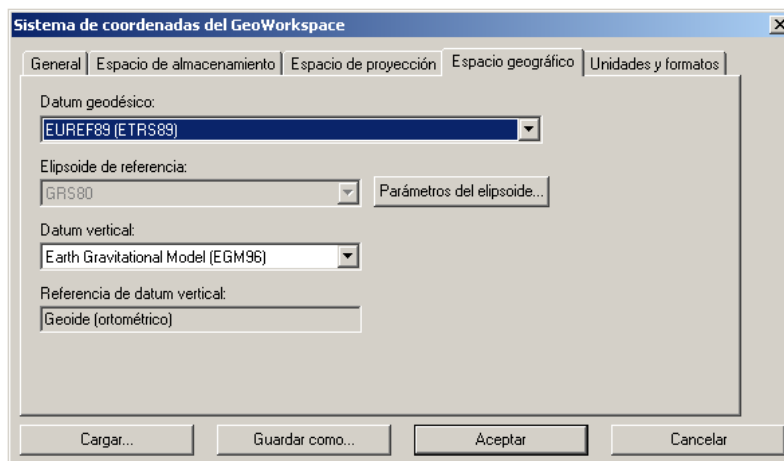 Sistema de coordenadas del GeoWorkspace
General Espacio de almacenamiento Espacio de proyección Espacio geográfico Unidades y formatos
Datum geodésico:
EUREF89 (ETRS89)
Elipsoide de referencia:
GRS80 Parámetros del elipsoide...
Datum vertical:
Earth Gravitational Model (EGM96)
Referencia de datum vertical:
Geoide (ortométrico)
Cargar... Guardar como... Aceptar Cancelar